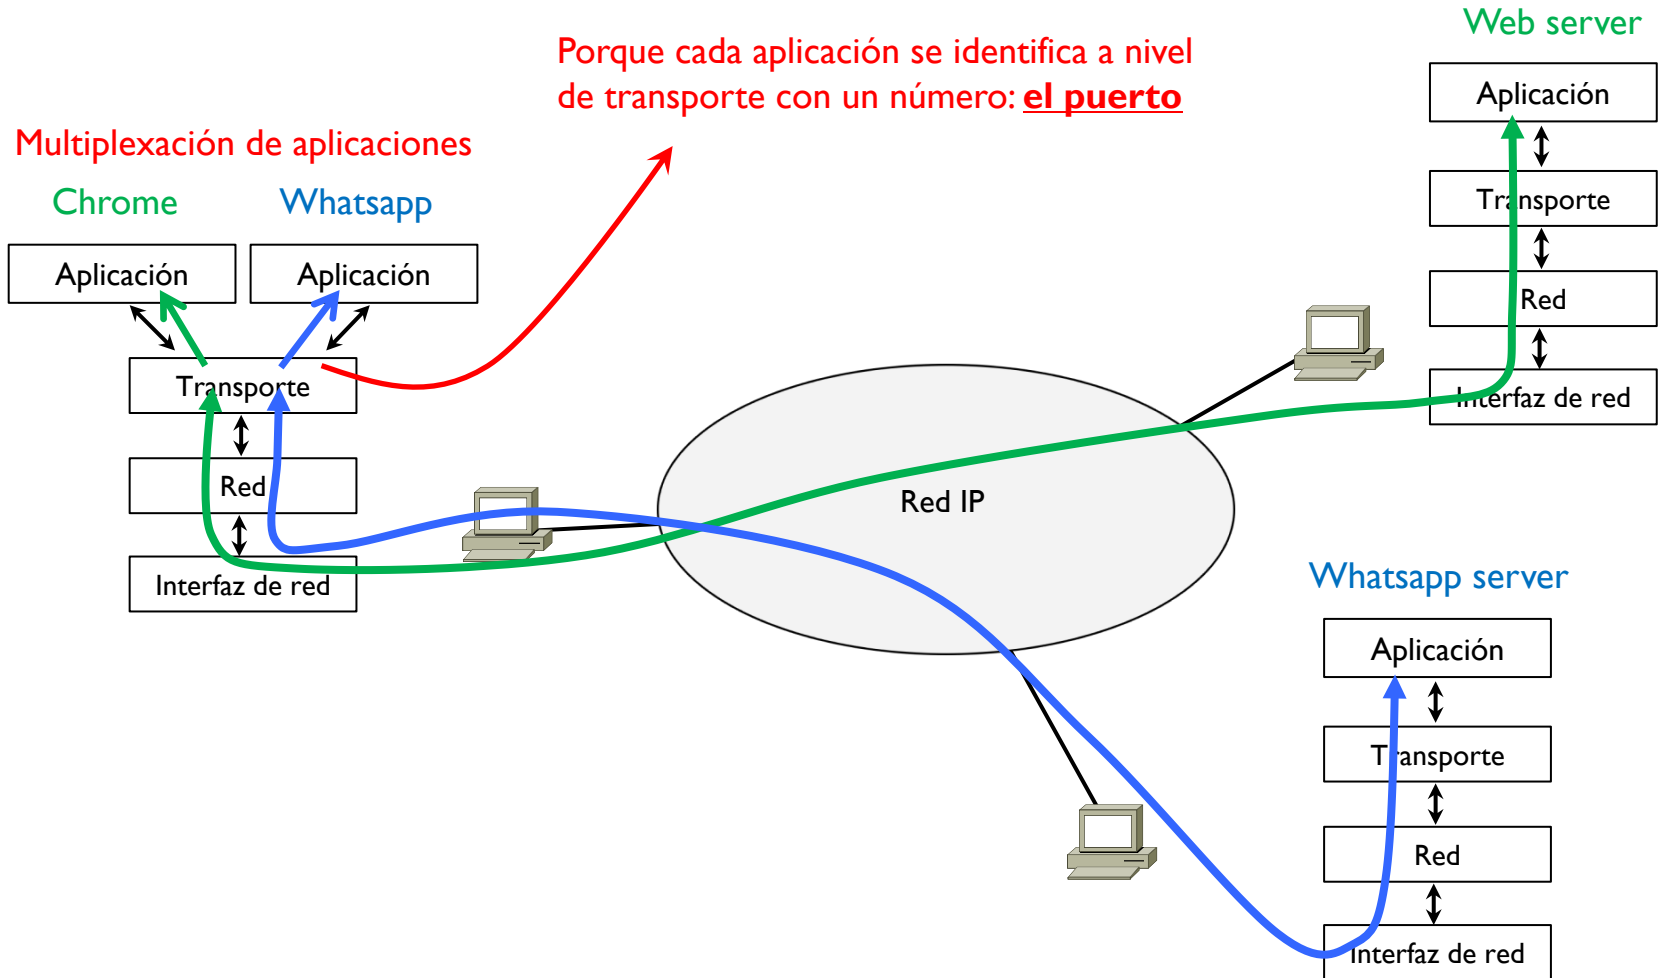 Web server
Porque cada aplicación se identifica a nivel
de transporte con un número: el puerto
Aplicación
Transporte
Red
Interfaz de red
Multiplexación de aplicaciones
Chrome
Whatsapp
Aplicación
Aplicación
Transporte
Red
Interfaz de red
Red IP
Whatsapp server
Aplicación
Transporte
Red
Interfaz de red